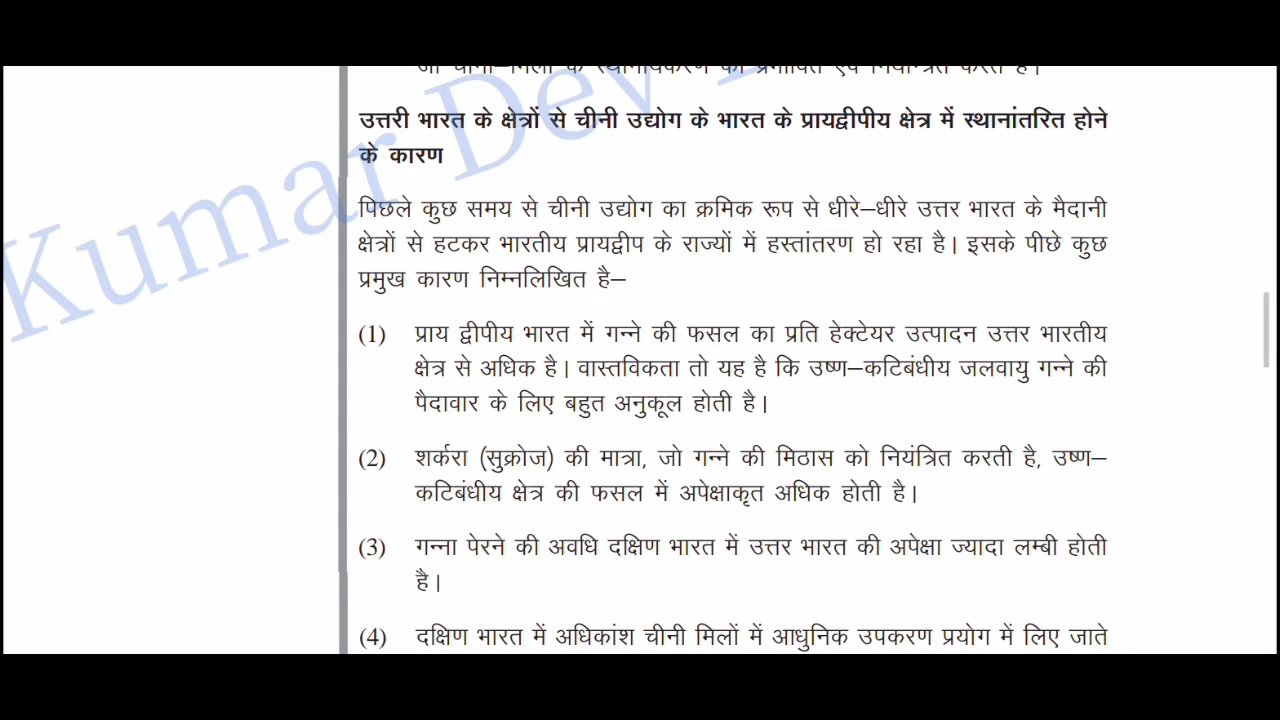 उत्तरी भारत के क्षेत्रों से चीनी उद्योग के भारत के प्रायद्वीपीय क्षेत्र में स्थानांतरित होने
के कारण
पिछले कुछ समय से चीनी उद्योग का क्रमिक रूप से धीरे–धीरे उत्तर भारत के मैदानी
क्षेत्रों से हटकर भारतीय प्रायद्वीप के राज्यों में हस्तांतरण हो रहा है। इसके पीछे कुछ
प्रमुख कारण निम्नलिखित है–
(1) प्राय द्वीपीय भारत में गन्ने की फसल का प्रति हेक्टेयर उत्पादन उत्तर भारतीय
क्षेत्र से अधिक है। वास्तविकता तो यह है कि उष्ण–कटिबंधीय जलवायु गन्ने की
पैदावार के लिए बहुत अनुकूल होती है।
(2) शर्करा (सुक्रोज) की मात्रा, जो गन्ने की मिठास को नियंत्रित करती है, उष्ण–
कटिबंधीय क्षेत्र की फसल में अपेक्षाकृत अधिक होती है।
(3) गन्ना पेरने की अवधि दक्षिण भारत में उत्तर भारत की अपेक्षा ज्यादा लम्बी होती
है।
(4) दक्षिण भारत में अधिकांश चीनी मिलों में आधुनिक उपकरण प्रयोग में लिए जाते
Kumar Dev